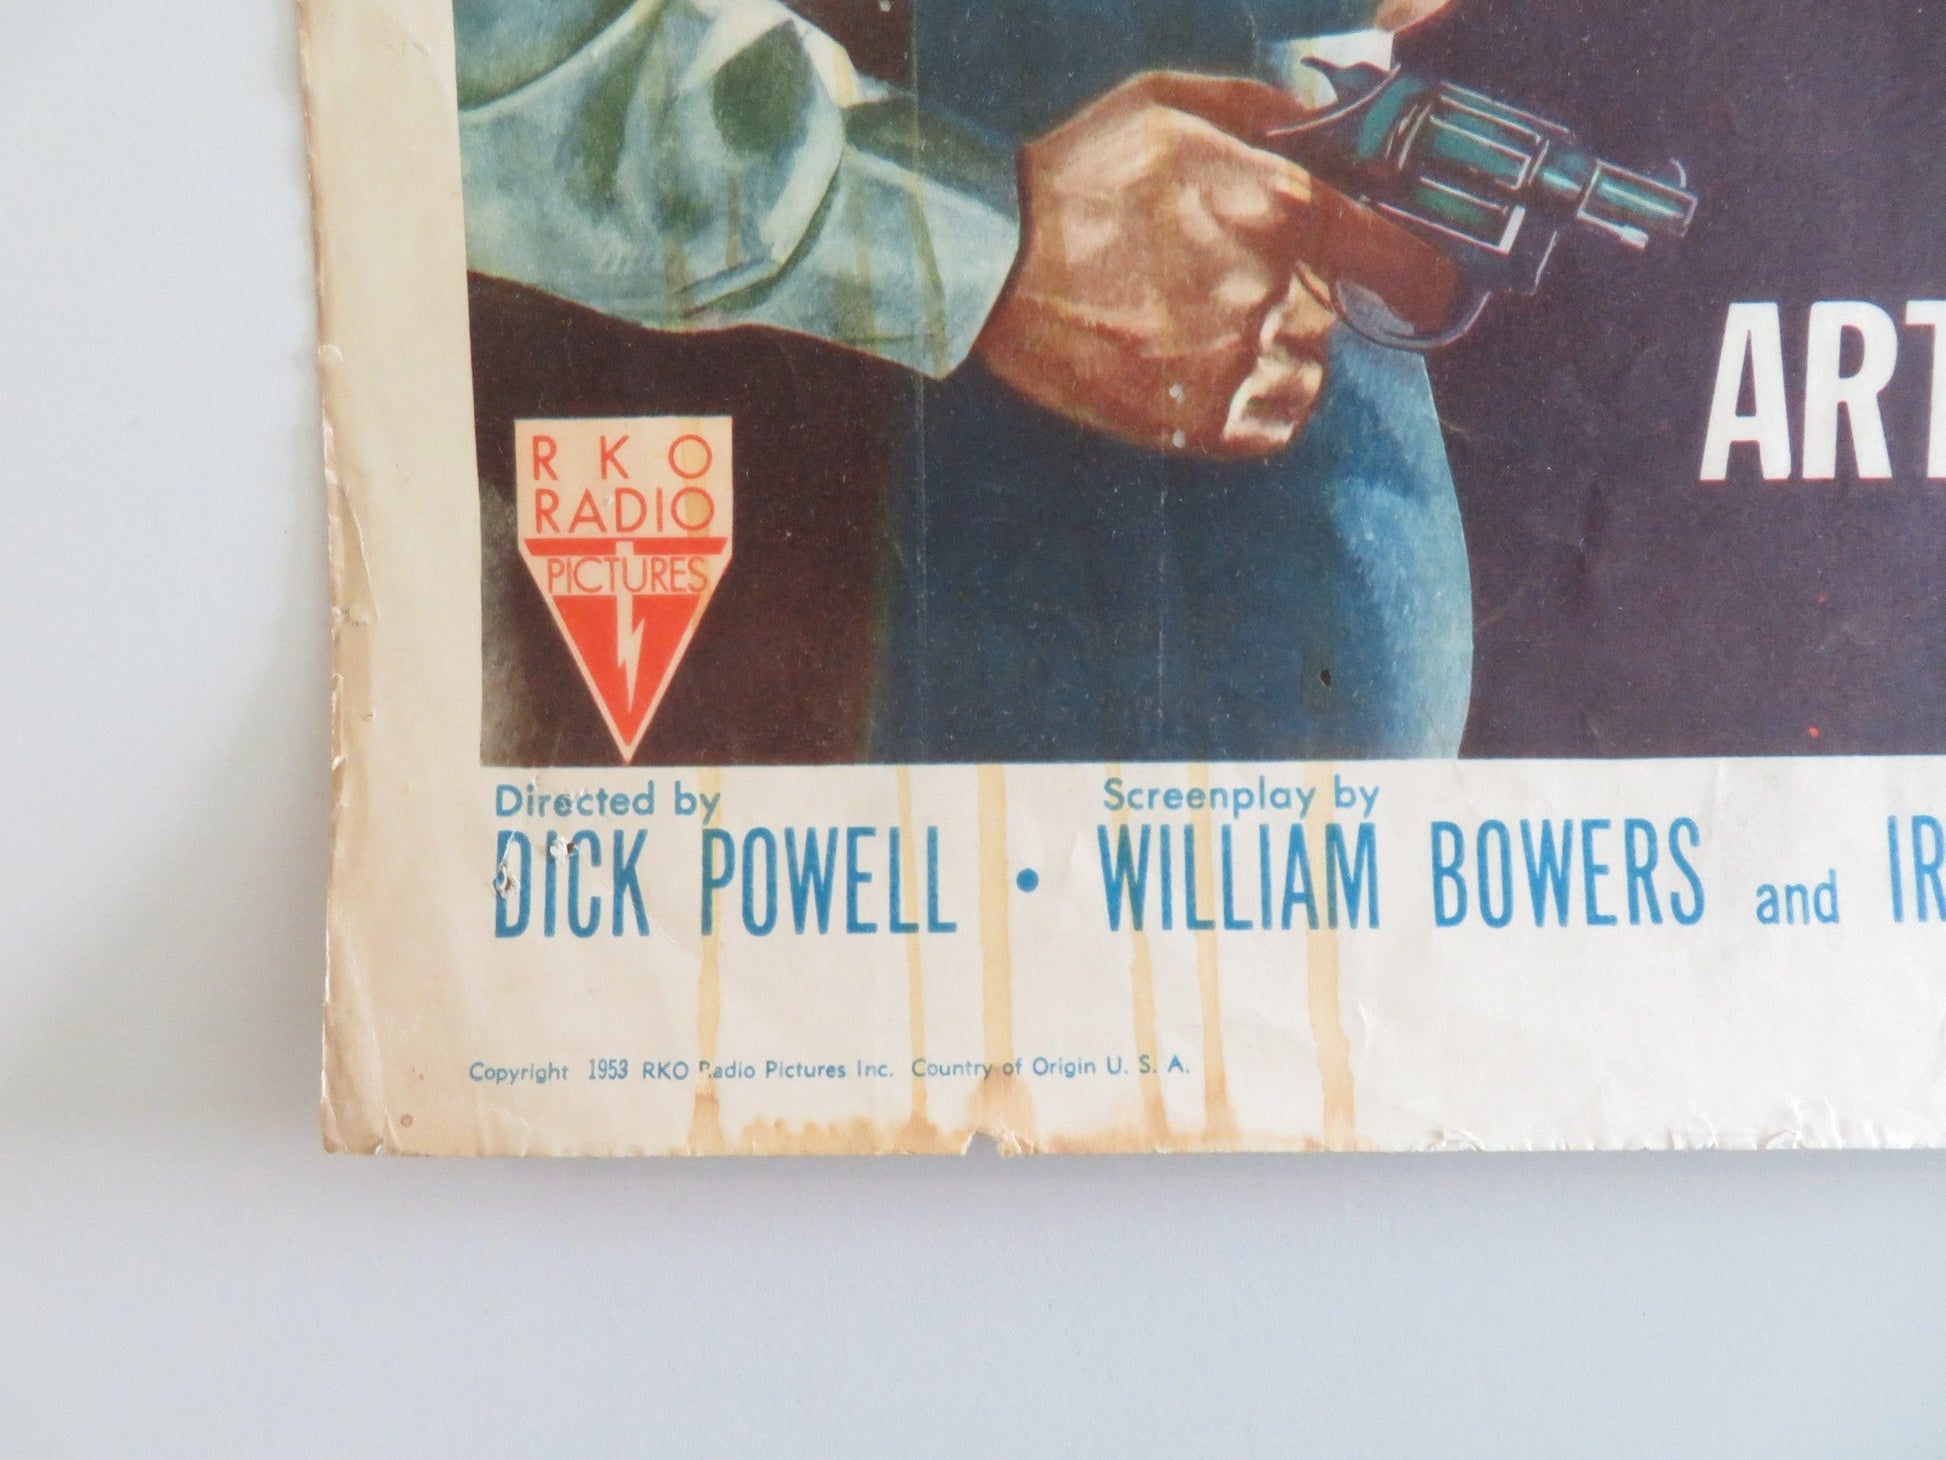 ART
R K O
RADIO
PICTURES
Directed by
DICK POWELL • 
Screenplay by
WILLIAM BOWERS and IR
Copyright 1953 RKO Radio Pictures Inc. Country of Origin U. S. A.